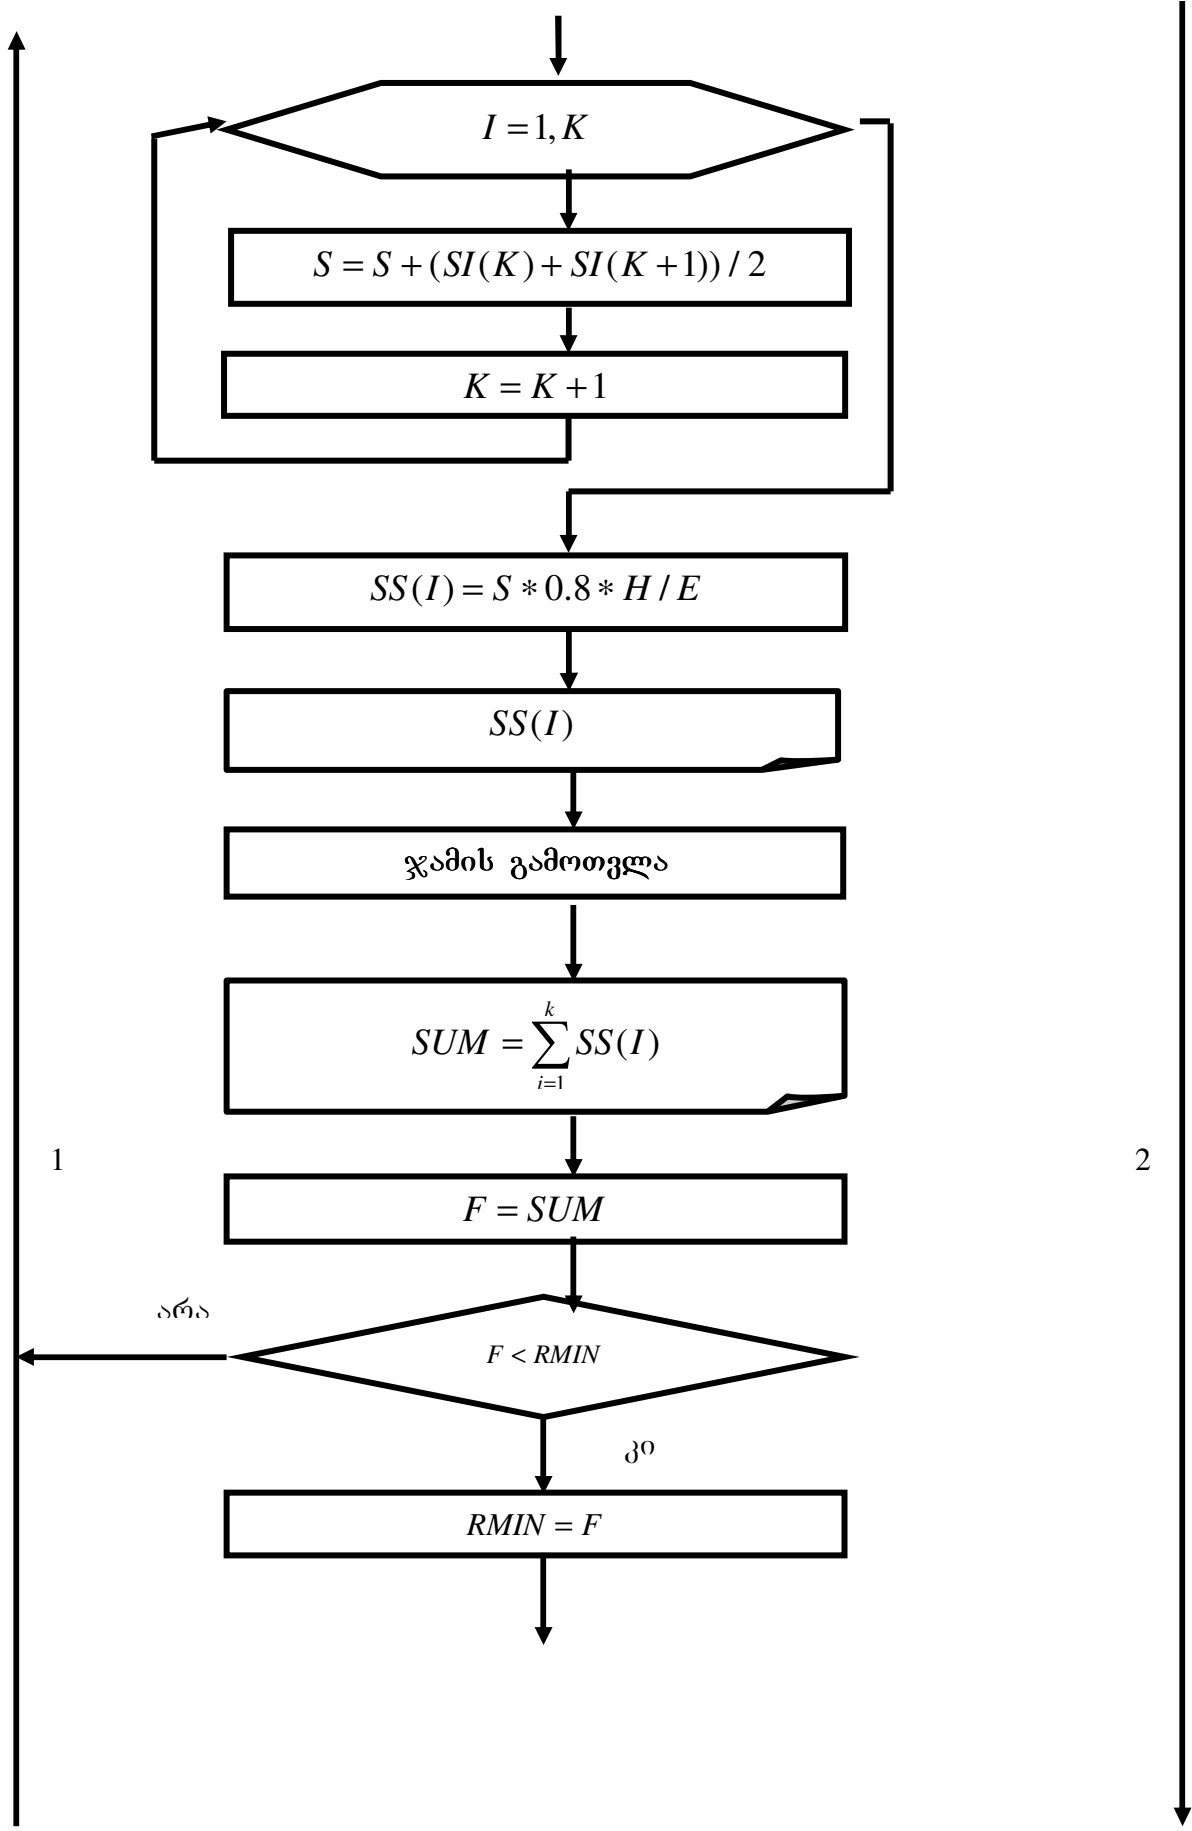 I = 1, K
S = S + (SI(K) + SI(K + 1)) / 2
K = K + 1
SS(I) = S * 0.8 * H / E
SS(I)
ჯამის გამოთვლა
k
SUM = ∑ SS(I)
i=1
1
2
F = SUM
არა
F < RMIN
კი
RMIN = F